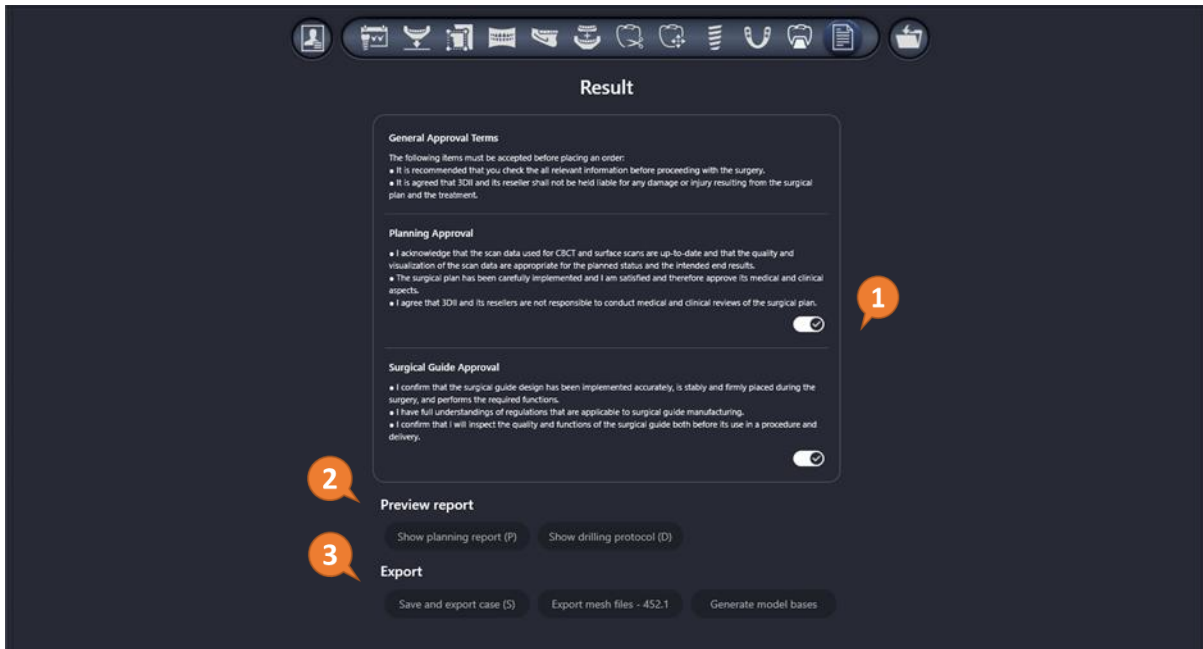 Result
General Approval Terms
The following items must be accepted before placing an order:
● It is recommended that you check the all relevant information before proceeding with the surgery.
● It is agreed that 3DII and its reseller shall not be held liable for any damage or injury resulting from the surgical
plan and the treatment.
Planning Approval
● I acknowledge that the scan data used for CBCT and surface scans are up-to-date and that the quality and
visualization of the scan data are appropriate for the planned status and the intended end results.
● The surgical plan has been carefully implemented and I am satisfied and therefore approve its medical and clinical
aspects.
● I agree that 3DII and its resellers are not responsible to conduct medical and clinical reviews of the surgical plan.
1
Surgical Guide Approval
● I confirm that the surgical guide design has been implemented accurately, is stably and firmly placed during the
surgery, and performs the required functions.
● I have full understandings of regulations that are applicable to surgical guide manufacturing.
● I confirm that I will inspect the quality and functions of the surgical guide both before its use in a procedure and
delivery.
2
Preview report
Show planning report (P) Show drilling protocol (D)
3
Export
Save and export case (S) Export mesh files - 452.1 Generate model bases